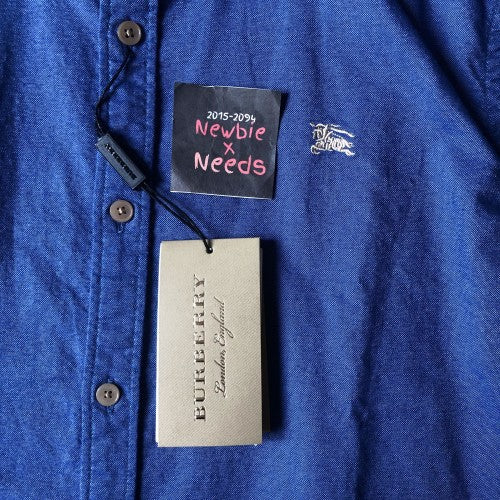 2015-2094
Newbie
x
Needs
BURBERRY
London, England